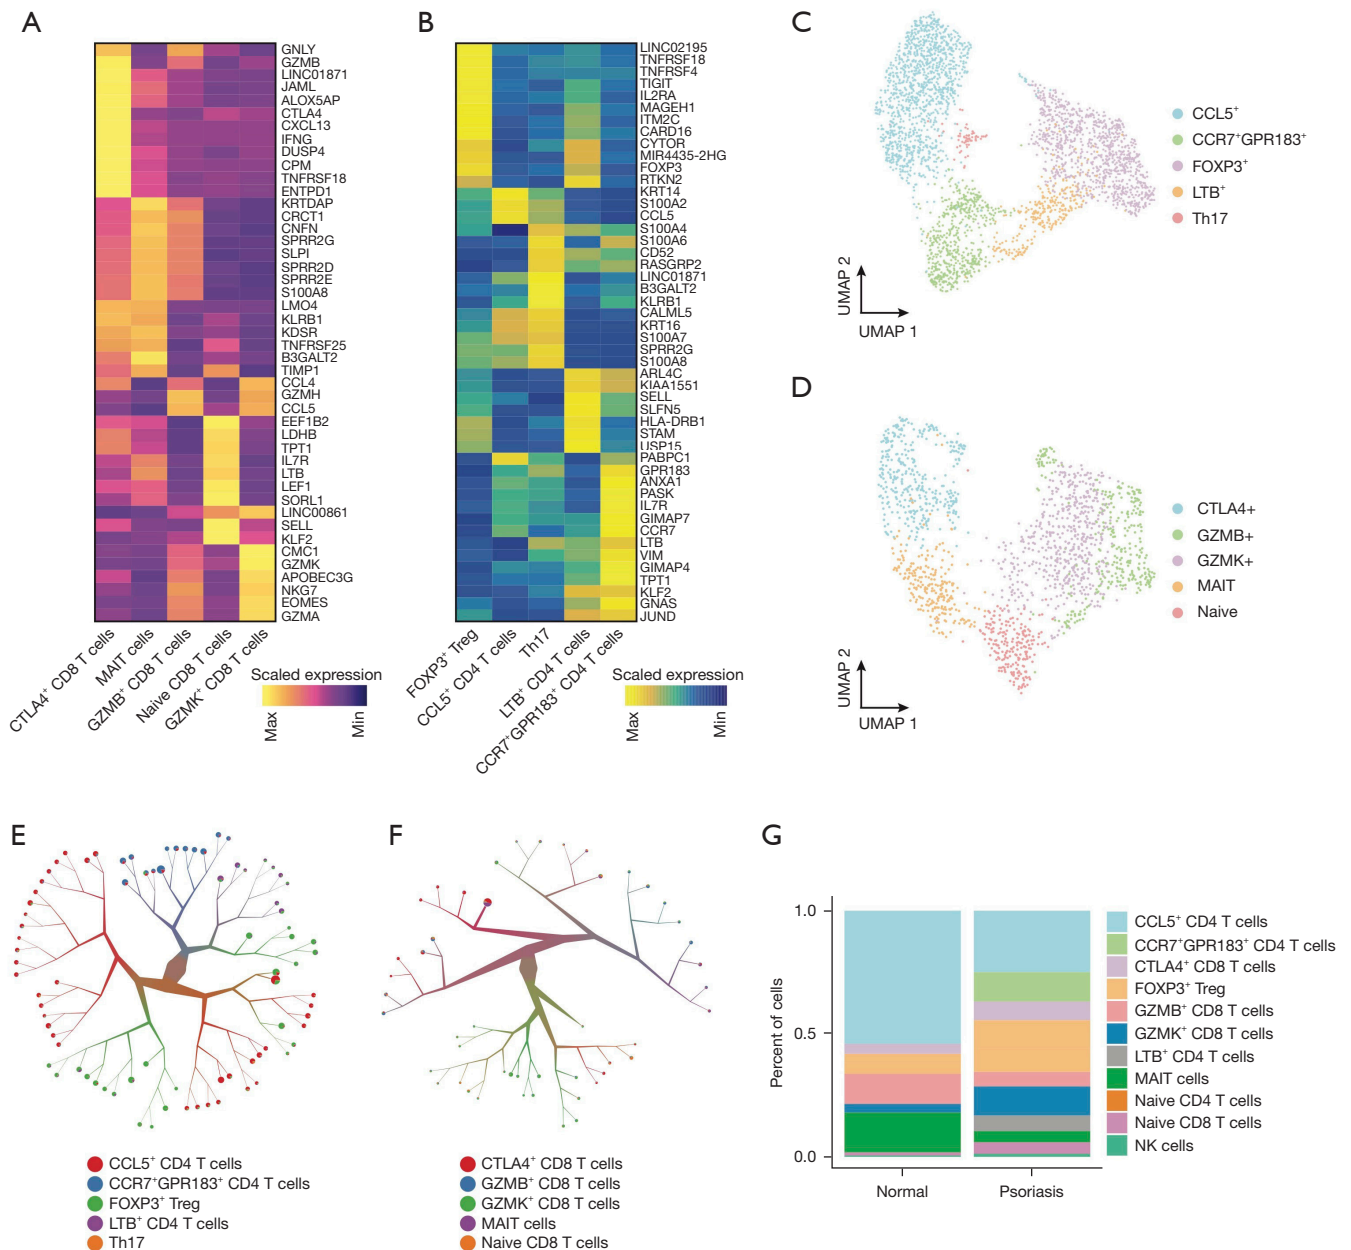 A
GNLY
GZMB
LINC01871
JAML
ALOX5AP
CTLA4
CXCL13
IFNG
DUSP4
CPM
TNFRSF18
ENTPD1
KRTDAP
CRCT1
CNFN
SPRR2G
SLPI
SPRR2D
SPRR2E
S100A8
LMO4
KLRB1
KDSR
TNFRSF25
B3GALT2
TIMP1
CCL4
GZMH
CCL5
EEF1B2
LDHB
TPT1
IL7R
LTB
LEF1
SORL1
LINC00861
SELL
KLF2
CMC1
GZMK
APOBEC3G
NKG7
EOMES
GZMA
CTLA4⁺ CD8 T cells
MAIT cells
GZMB⁺ CD8 T cells
Naive CD8 T cells
GZMK⁺ CD8 T cells
Scaled expression
Max
Min
B
LINC02195
TNFRSF18
TNFRSF4
TIGIT
IL2RA
MAGEH1
ITM2C
CARD16
CYTOR
MIR4435-2HG
FOXP3
RTKN2
KRT14
S100A2
CCL5
S100A4
S100A6
CD52
RASGRP2
LINC01871
B3GALT2
KLRB1
CALML5
KRT16
S100A7
SPRR2G
S100A8
ARL4C
KIAA1551
SELL
SLFN5
HLA-DRB1
STAM
USP15
PABPC1
GPR183
ANXA1
PASK
IL7R
GIMAP7
CCR7
LTB
VIM
GIMAP4
TPT1
KLF2
GNAS
JUND
FOXP3⁺ Treg
CCL5⁺ CD4 T cells
Th17
LTB⁺ CD4 T cells
CCR7⁺GPR183⁺ CD4 T cells
Scaled expression
Max
Min
C
CCL5⁺
CCR7⁺GPR183⁺
FOXP3⁺
LTB⁺
Th17
UMAP 2
UMAP 1
D
CTLA4+
GZMB+
GZMK+
MAIT
Naive
UMAP 2
UMAP 1
E
CCL5⁺ CD4 T cells
CCR7⁺GPR183⁺ CD4 T cells
FOXP3⁺ Treg
LTB⁺ CD4 T cells
Th17
F
CTLA4⁺ CD8 T cells
GZMB⁺ CD8 T cells
GZMK⁺ CD8 T cells
MAIT cells
Naive CD8 T cells
G
Percent of cells
1.0
0.5
0.0
Normal
Psoriasis
CCL5⁺ CD4 T cells
CCR7⁺GPR183⁺ CD4 T cells
CTLA4⁺ CD8 T cells
FOXP3⁺ Treg
GZMB⁺ CD8 T cells
GZMK⁺ CD8 T cells
LTB⁺ CD4 T cells
MAIT cells
Naive CD4 T cells
Naive CD8 T cells
NK cells